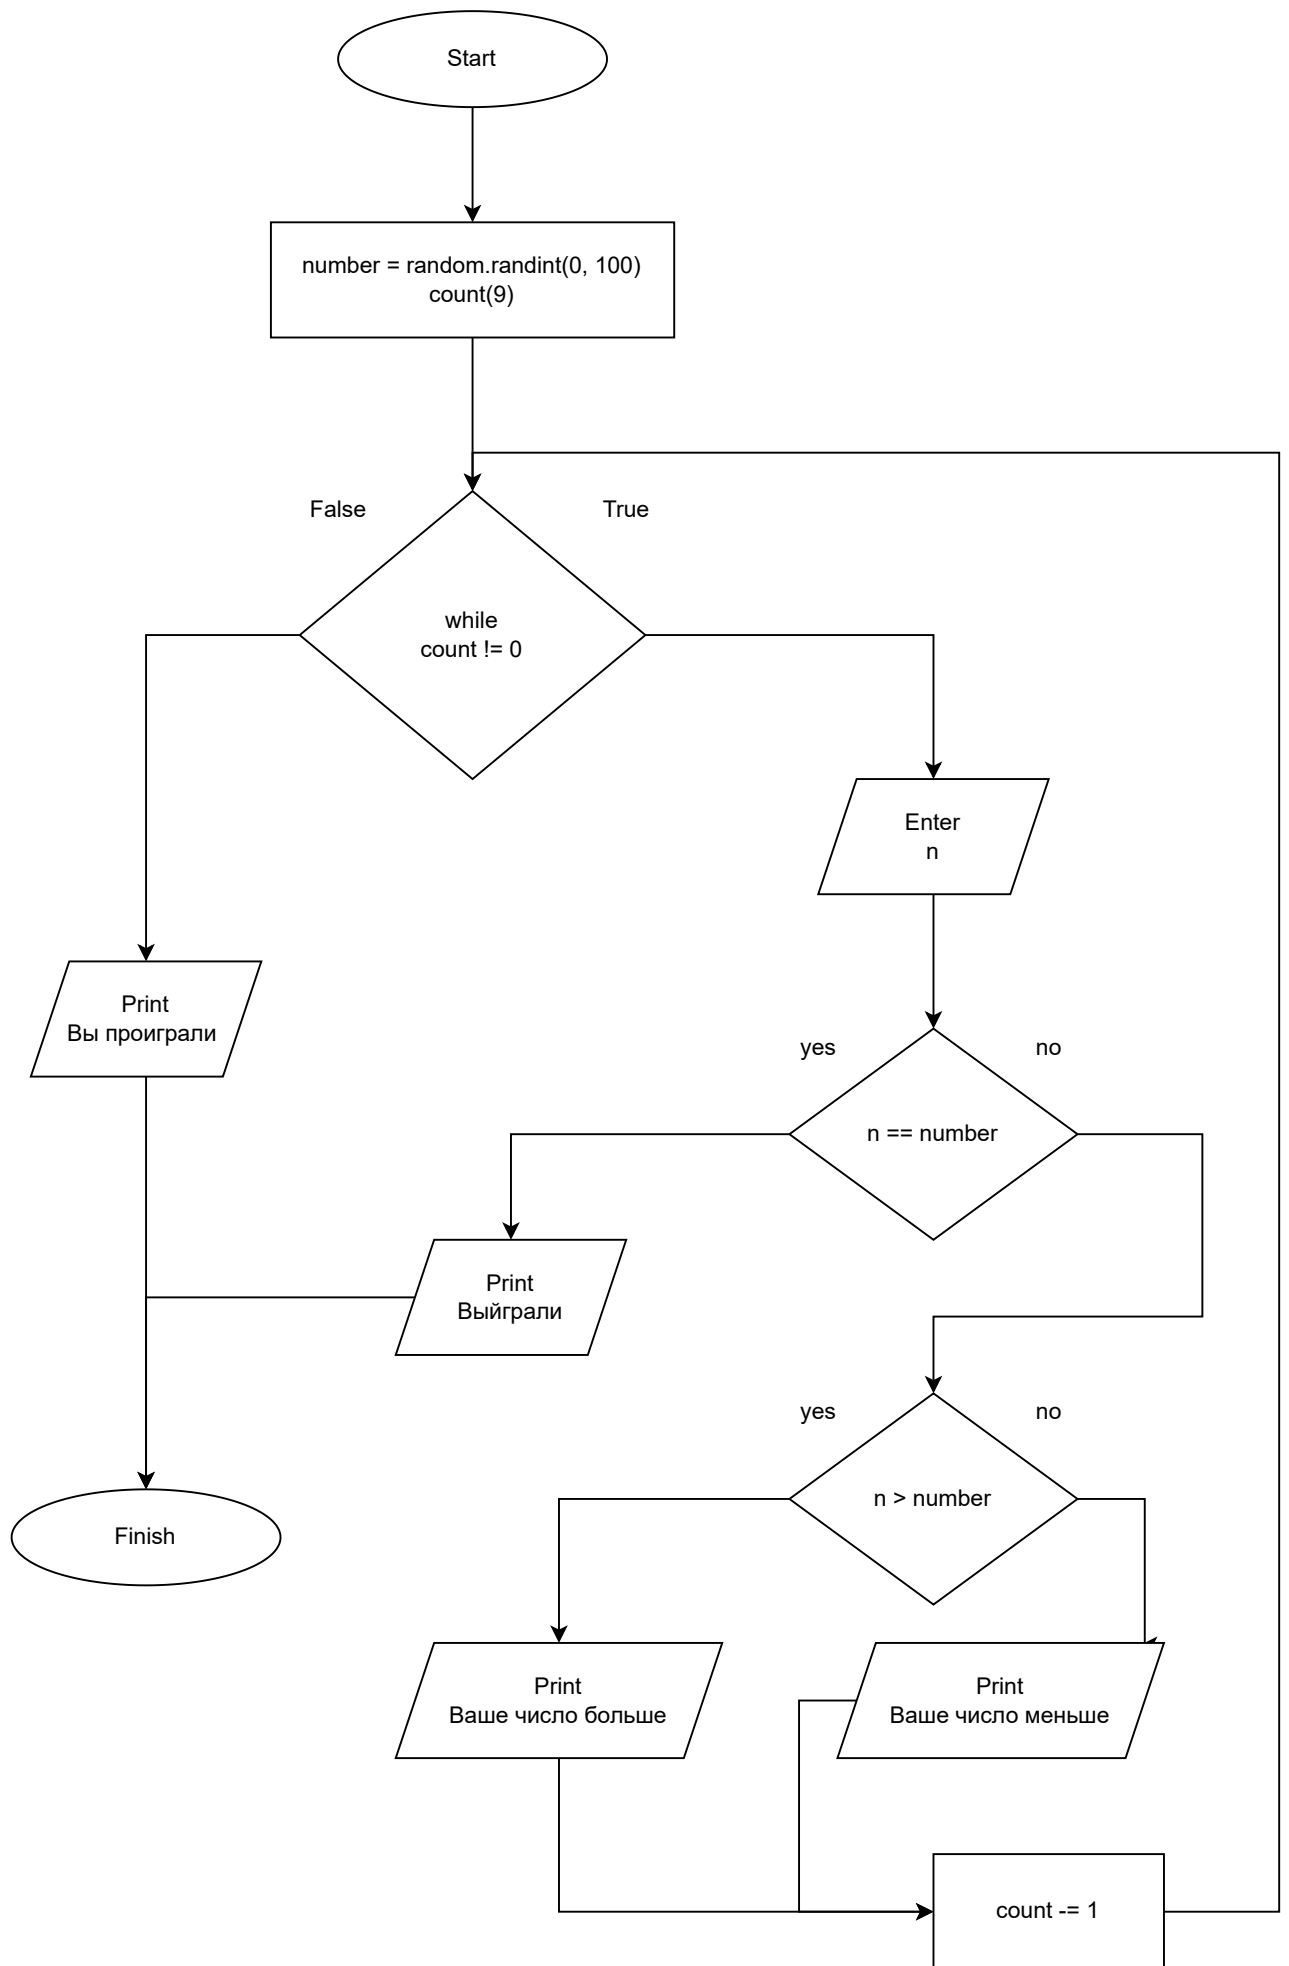 Start
number = random.randint(0, 100)
count(9)
False
True
while
count != 0
Enter
n
Print
Вы проиграли
yes
no
n == number
Print
Выйграли
yes
no
n > number
Finish
Print
Ваше число больше
Print
Ваше число меньше
count -= 1